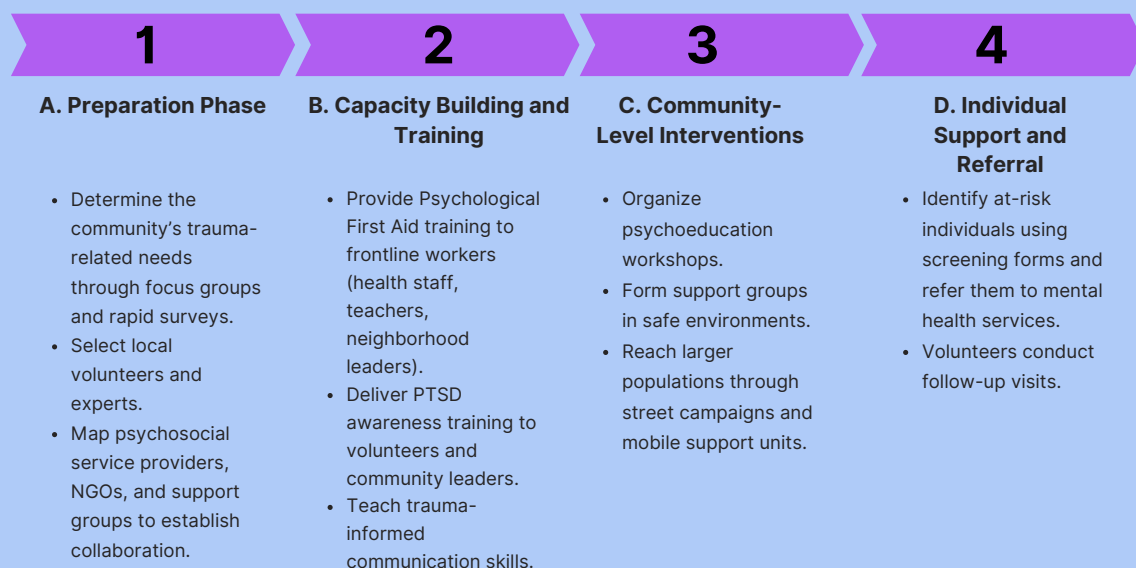 1
2
3
4
A. Preparation Phase
• Determine the
community’s trauma-
related needs
through focus groups
and rapid surveys.
• Select local
volunteers and
experts.
• Map psychosocial
service providers,
NGOs, and support
groups to establish
collaboration.
B. Capacity Building and
Training
• Provide Psychological
First Aid training to
frontline workers
(health staff,
teachers,
neighborhood
leaders).
• Deliver PTSD
awareness training to
volunteers and
community leaders.
• Teach trauma-
informed
communication skills.
C. Community-
Level Interventions
• Organize
psychoeducation
workshops.
• Form support groups
in safe environments.
• Reach larger
populations through
street campaigns and
mobile support units.
D. Individual
Support and
Referral
• Identify at-risk
individuals using
screening forms and
refer them to mental
health services.
• Volunteers conduct
follow-up visits.